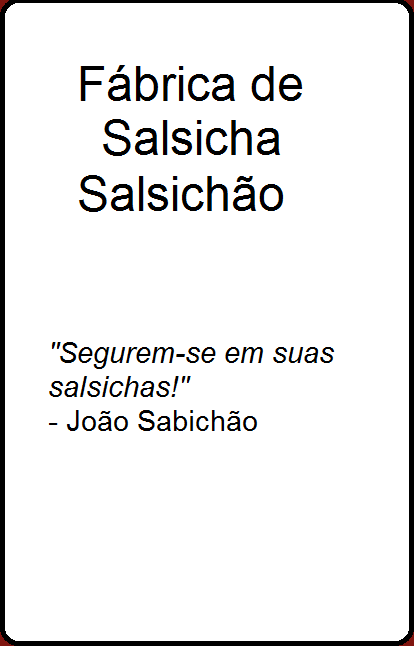 Fábrica de
Salsicha
Salsichão
"Segurem-se em suas
salsichas!"
- João Sabichão